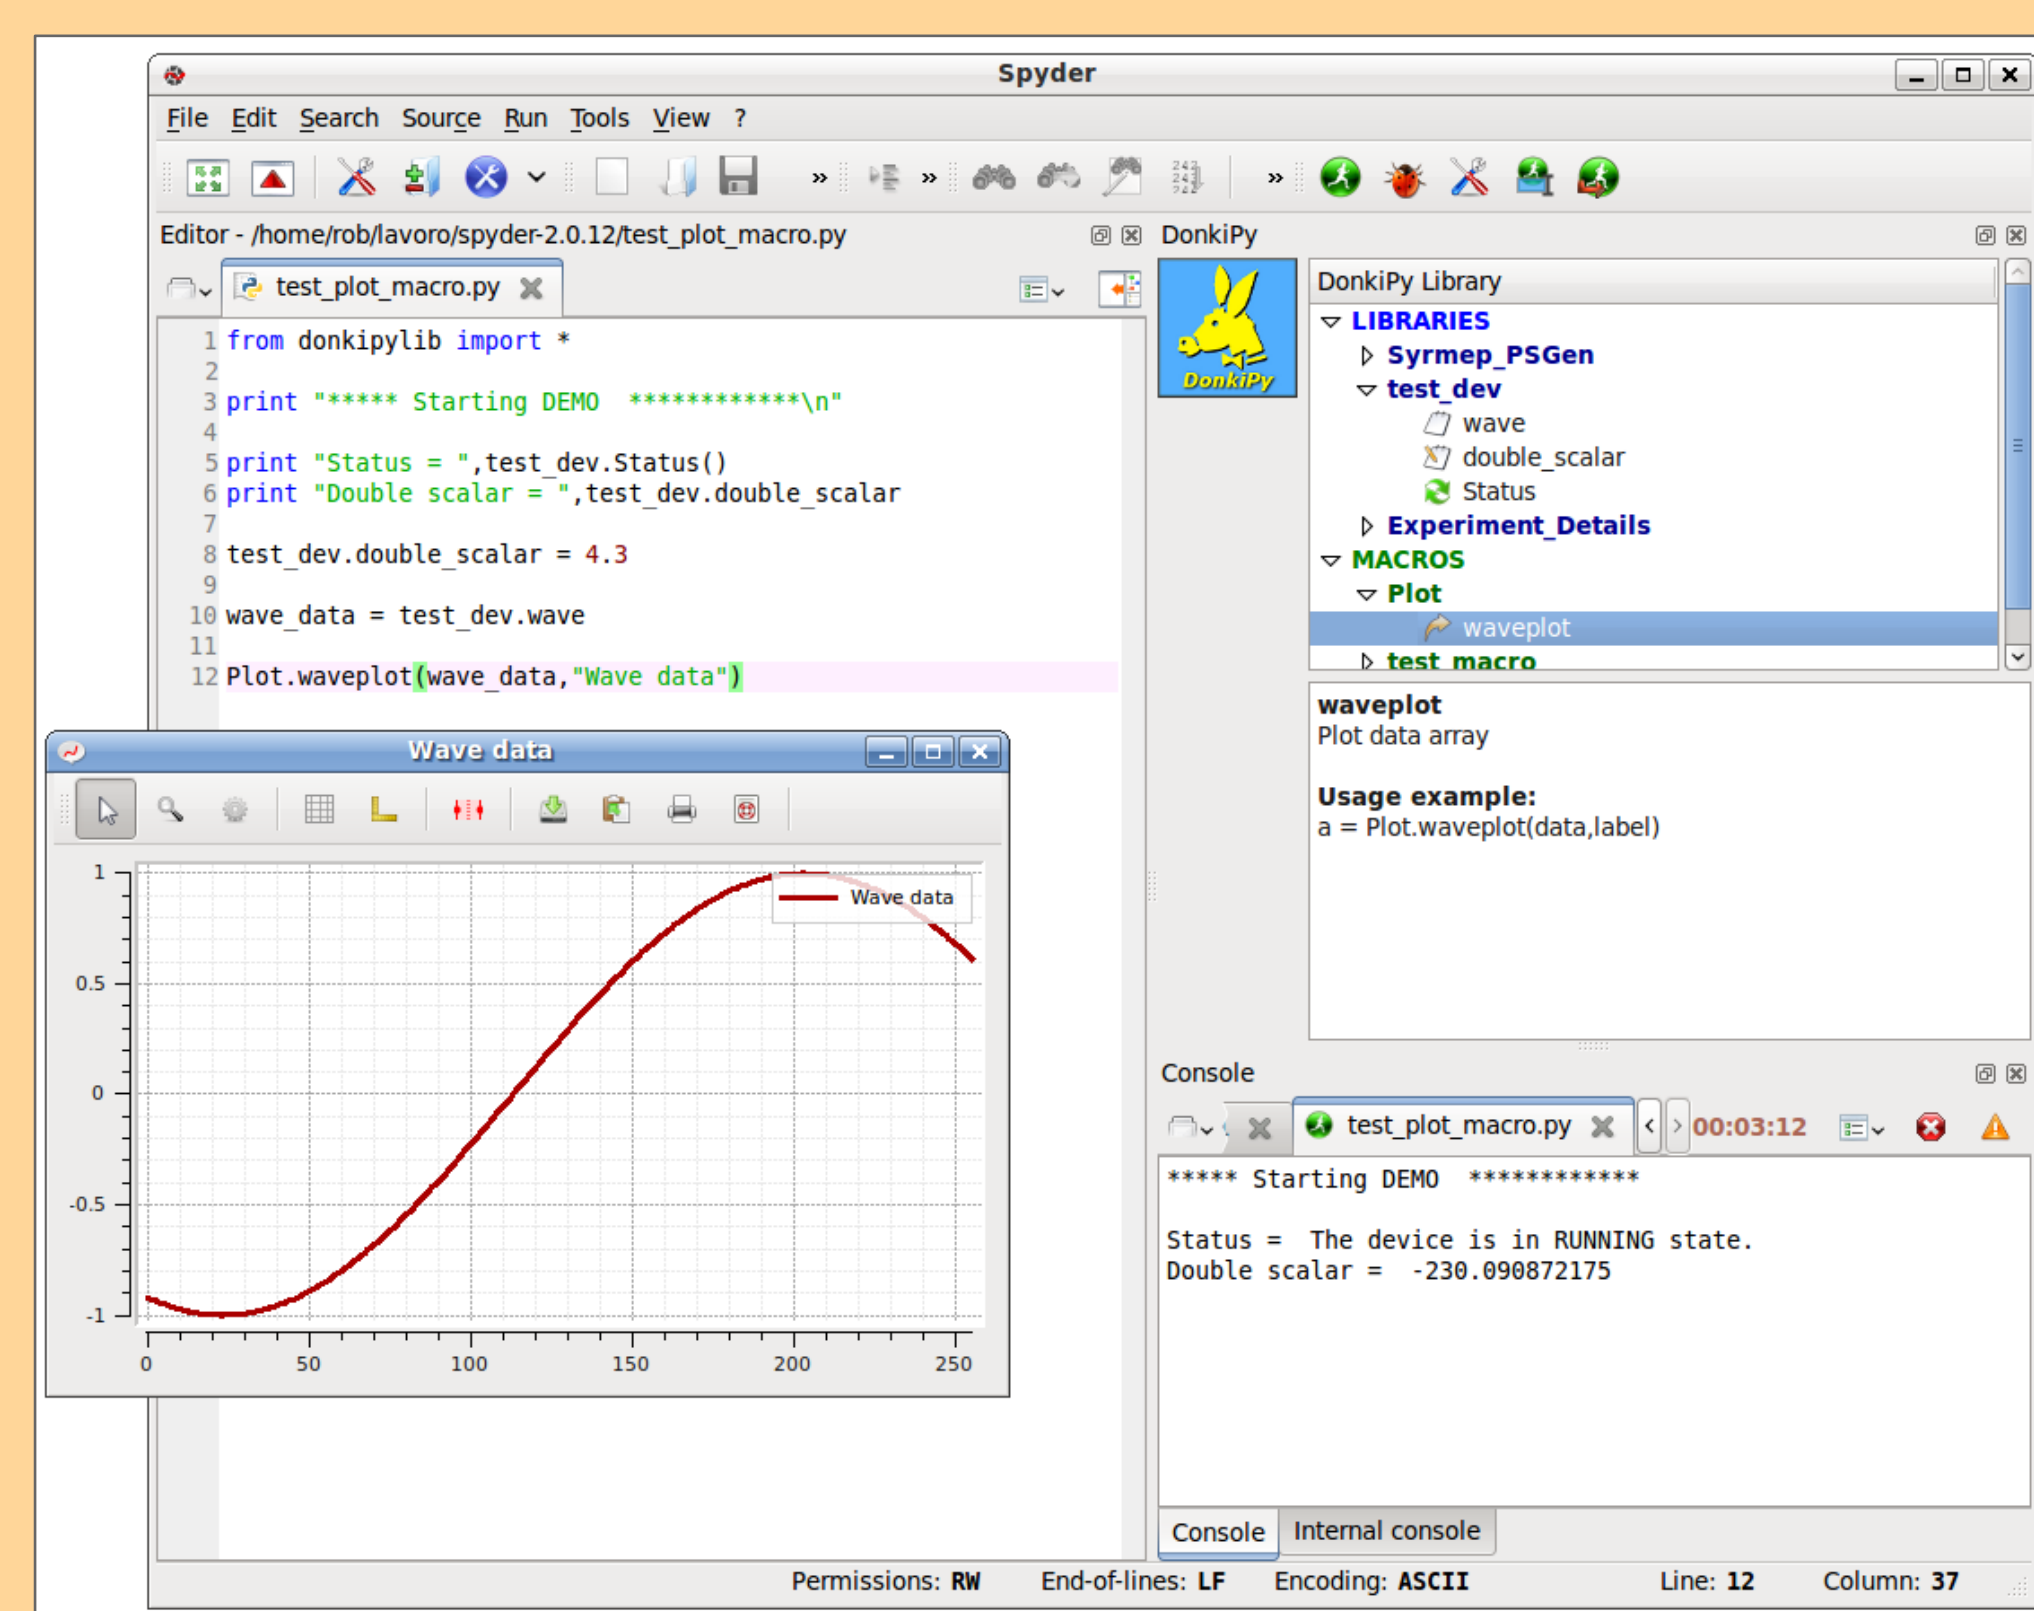 Spyder
File Edit Search Source Run Tools View ?
Editor - /home/rob/lavoro/spyder-2.0.12/test_plot_macro.py
test_plot_macro.py
1 from donkipylib import *
2
3 print "***** Starting DEMO  ************\n"
4
5 print "Status = ",test_dev.Status()
6 print "Double scalar = ",test_dev.double_scalar
7
8 test_dev.double_scalar = 4.3
9
10 wave_data = test_dev.wave
11
12 Plot.waveplot(wave_data,"Wave data")
Wave data
Wave data
1
0.5
0
-0.5
-1
0 50 100 150 200 250
DonkiPy
DonkiPy
DonkiPy Library
LIBRARIES
Syrmep_PSGen
test_dev
wave
double_scalar
Status
Experiment_Details
MACROS
Plot
waveplot
test_macro
waveplot
Plot data array
Usage example:
a = Plot.waveplot(data,label)
Console
test_plot_macro.py
00:03:12
***** Starting DEMO  ************
Status =  The device is in RUNNING state.
Double scalar =  -230.090872175
Console Internal console
Permissions: RW End-of-lines: LF Encoding: ASCII Line: 12 Column: 37